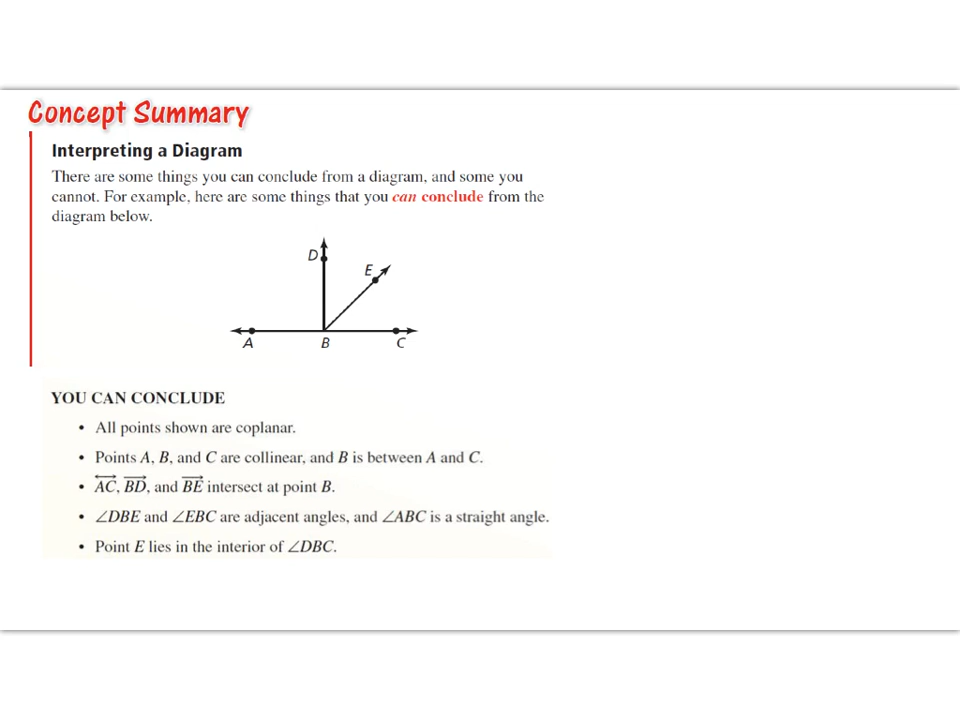 Concept Summary
Interpreting a Diagram
There are some things you can conclude from a diagram, and some you
cannot. For example, here are some things that you can conclude from the
diagram below.
D
E
A B C
YOU CAN CONCLUDE
• All points shown are coplanar.
• Points A, B, and C are collinear, and B is between A and C.
• \overleftrightarrow{AC}, \overrightarrow{BD}, and \overrightarrow{BE} intersect at point B.
• ∠DBE and ∠EBC are adjacent angles, and ∠ABC is a straight angle.
• Point E lies in the interior of ∠DBC.